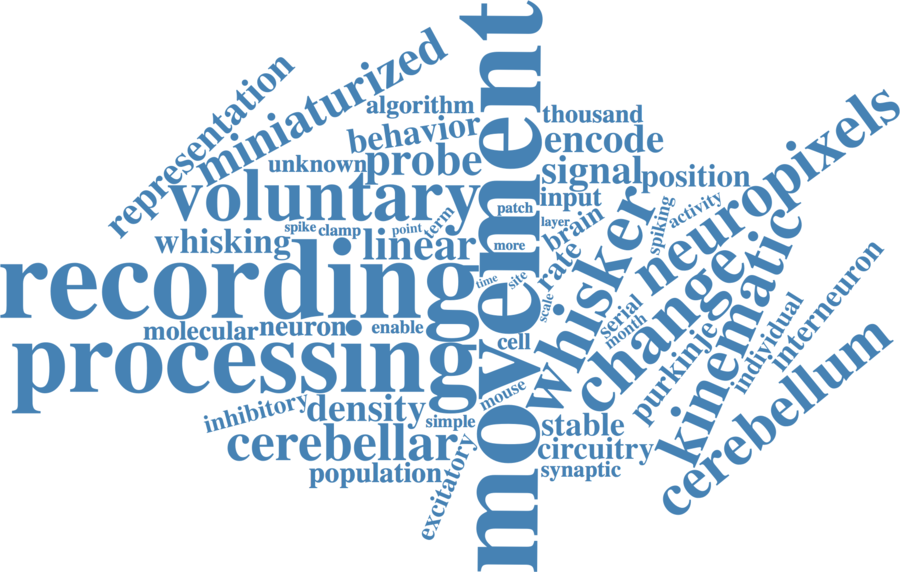 movement
miniaturized
representation
algorithm
behavior
thousand
encode
neuropixels
unknown
probe
signal
position
voluntary
input
patch
whisker
spiking
activity
spike
clamp
point
term
layer
brain
whisking
linear
more
rate
change
kinematic
recording
time
site
scale
interneuron
molecular
neuron
enable
cell
serial
month
purkinje
individual
cerebellum
processing
mouse
inhibitory
density
simple
stable
cerebellar
circuitry
population
excitatory
synaptic